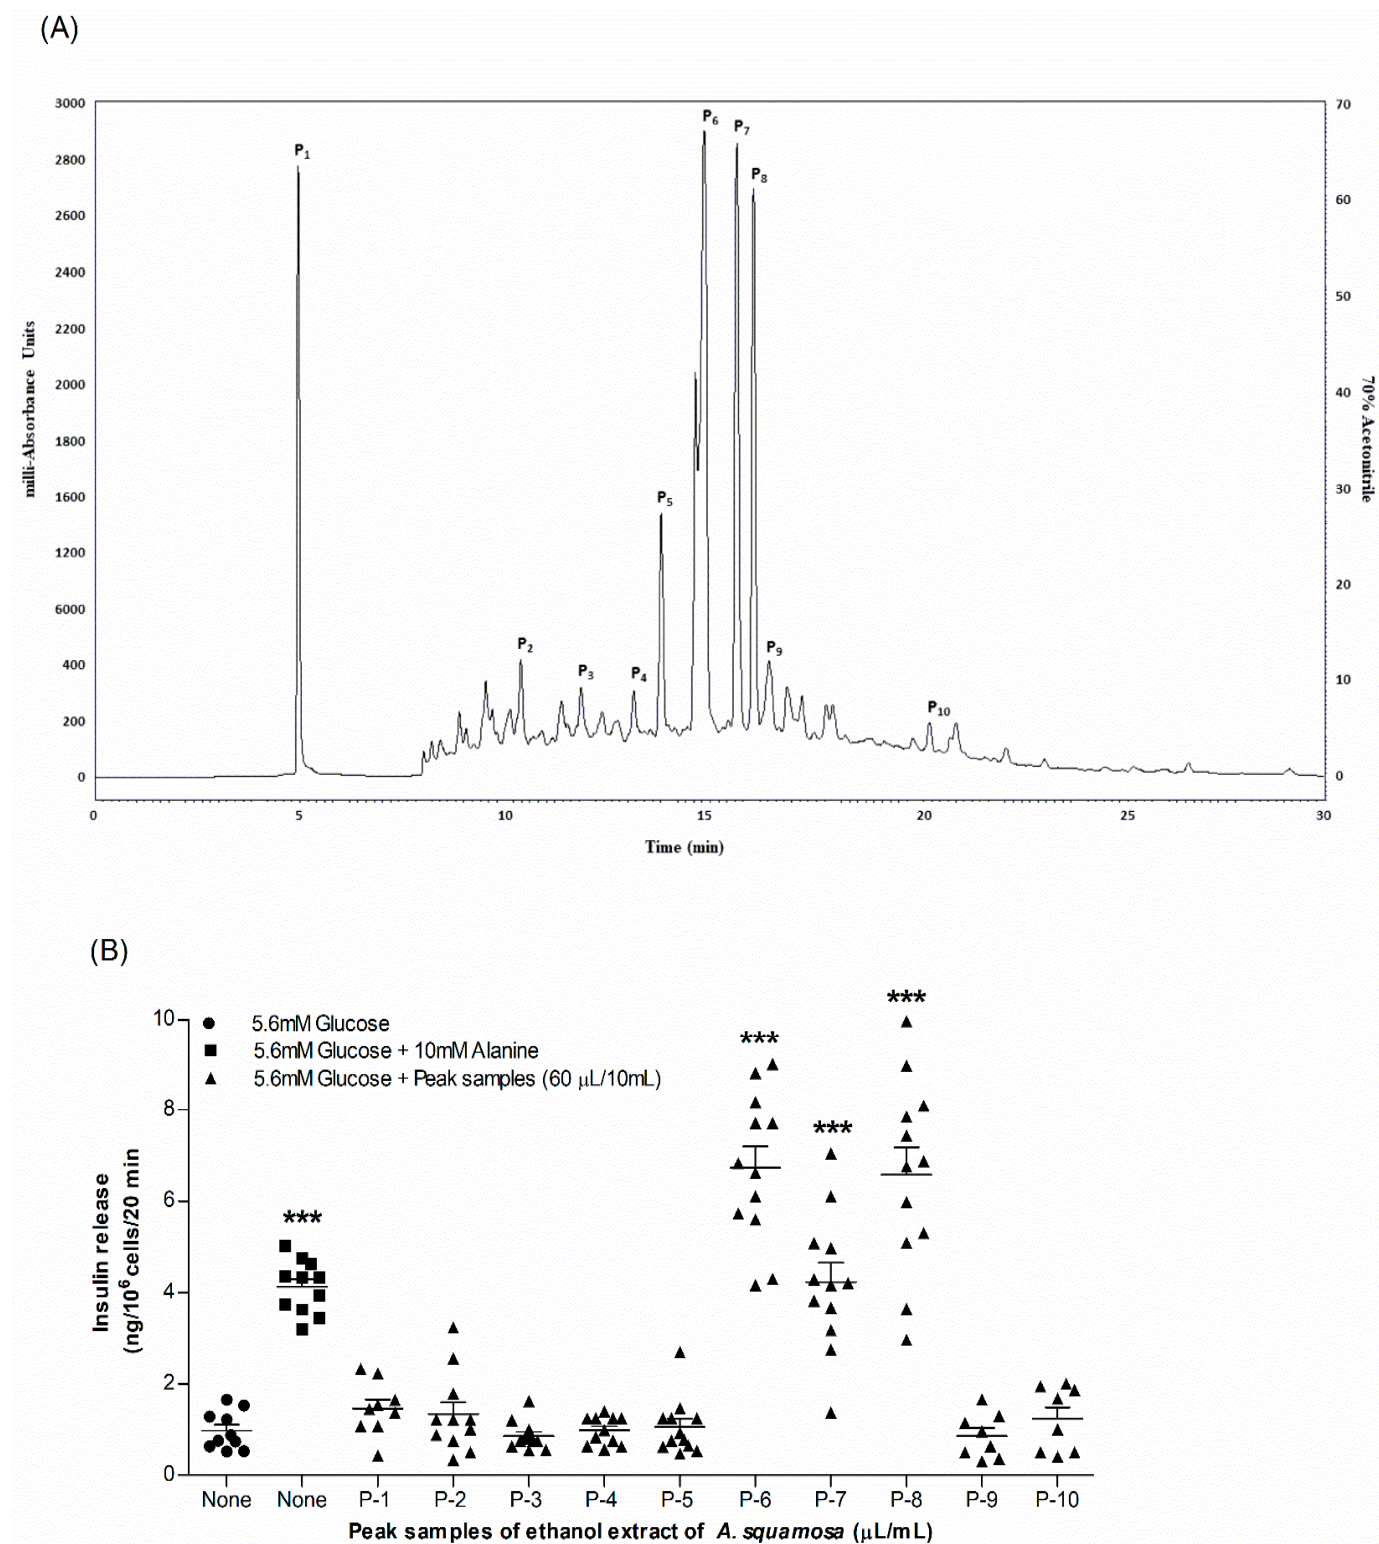 (A)
3000
2800
2600
2400
2200
2000
1800
1600
1200
6000
400
200
0
milli-Absorbance Units
70
60
50
40
30
20
10
0
70% Acetonitrile
P1
P2
P3
P4
P5
P6
P7
P8
P9
P10
0 5 10 15 20 25 30
Time (min)
(B)
5.6mM Glucose
5.6mM Glucose + 10mM Alanine
5.6mM Glucose + Peak samples (60 µL/10mL)
Insulin release
(ng/10⁶ cells/20 min
10
8
6
4
2
0
***
***
***
***
None None P-1 P-2 P-3 P-4 P-5 P-6 P-7 P-8 P-9 P-10
Peak samples of ethanol extract of A. squamosa (µL/mL)